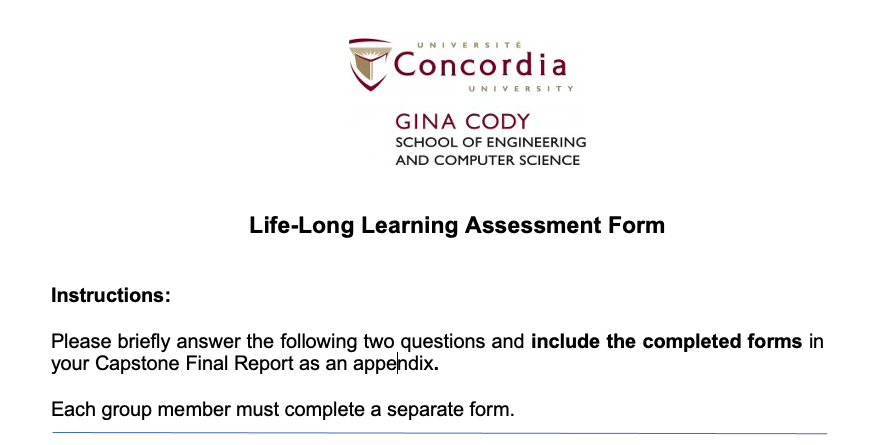 UNIVERSITÉ
Concordia
UNIVERSITY
GINA CODY
SCHOOL OF ENGINEERING
AND COMPUTER SCIENCE
Life-Long Learning Assessment Form
Instructions:
Please briefly answer the following two questions and include the completed forms in
your Capstone Final Report as an appendix.
Each group member must complete a separate form.